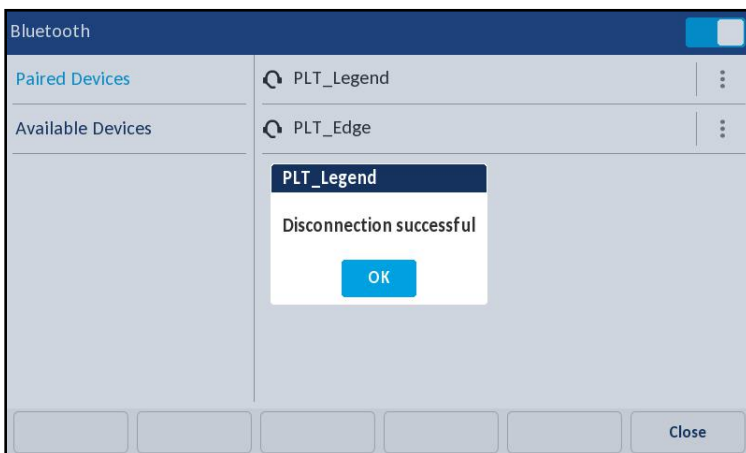 Bluetooth
Paired Devices
PLT_Legend
Available Devices
PLT_Edge
PLT_Legend
Disconnection successful
OK
Close